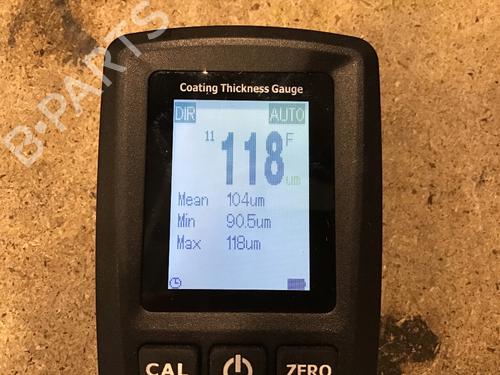 B-PARTS
Coating Thickness Gauge
DIR AUTO
11 118 F um
Mean 104um
Min 90.5um
Max 118um
CAL ZERO